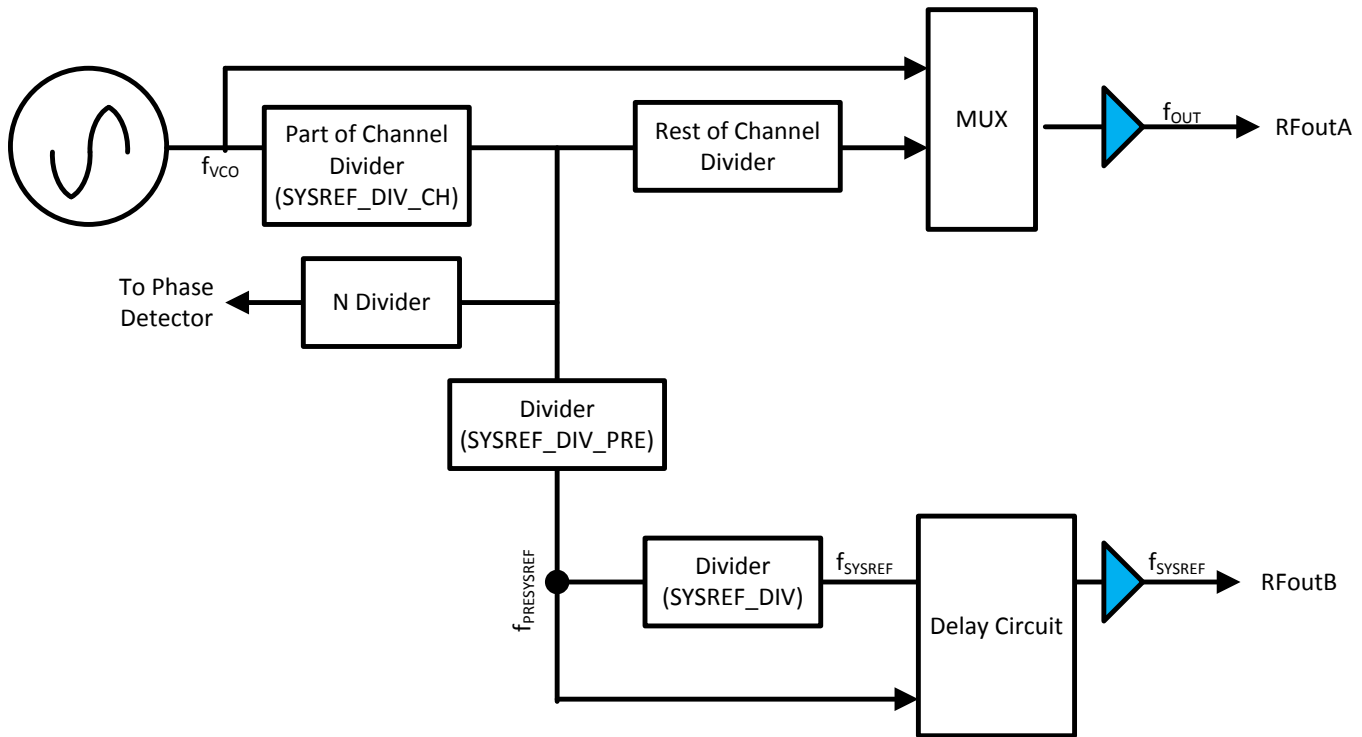 Part of Channel
Divider
(SYSREF_DIV_CH)
Rest of Channel
Divider
MUX
fOUT
RFoutA
fVCO
To Phase
Detector
N Divider
Divider
(SYSREF_DIV_PRE)
fPRESYSREF
Divider
(SYSREF_DIV)
fSYSREF
Delay Circuit
fSYSREF
RFoutB